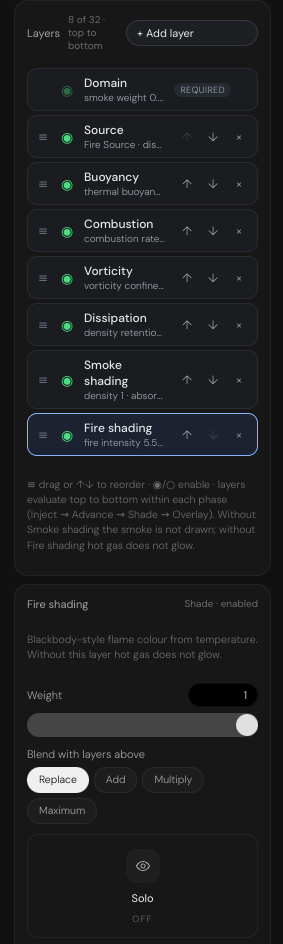 Layers
8 of 32 ·
top to
bottom
+ Add layer
Domain
smoke weight 0....
REQUIRED
Source
Fire Source · dis...
↑ ↓ ×
Buoyancy
thermal buoyan...
↑ ↓ ×
Combustion
combustion rate...
↑ ↓ ×
Vorticity
vorticity confine...
↑ ↓ ×
Dissipation
density retentio...
↑ ↓ ×
Smoke
shading
density 1 · absor...
↑ ↓ ×
Fire shading
fire intensity 5.5...
↑ ↓ ×
≡ drag or ↑↓ to reorder · ◉/○ enable · layers
evaluate top to bottom within each phase
(Inject → Advance → Shade → Overlay). Without
Smoke shading the smoke is not drawn; without
Fire shading hot gas does not glow.
Fire shading
Shade · enabled
Blackbody-style flame colour from temperature.
Without this layer hot gas does not glow.
Weight
1
Blend with layers above
Replace Add Multiply
Maximum
Solo
OFF